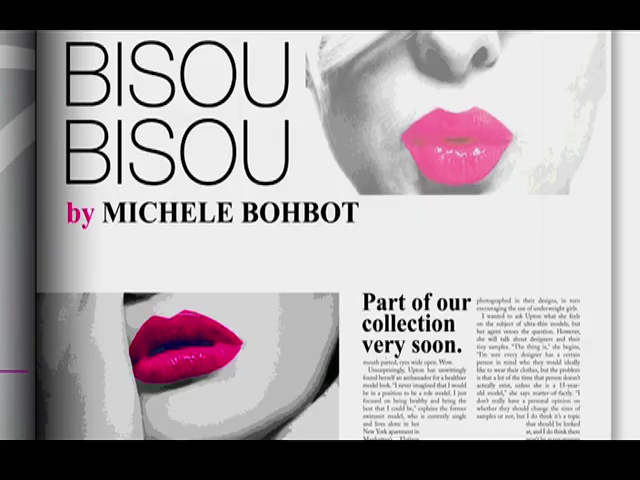 BISOU
BISOU
by MICHELE BOHBOT
Part of our
collection
very soon.
mouth parted, eyes wide open. Wow.
Unsurprisingly, Upton has unwittingly
found herself an ambassador for a healthier
model look. "I never imagined that I would
be in a position to be a role model. I just
focused on being healthy and being the
best that I could be," explains the former
swimsuit model, who is currently single
and lives alone in her
New York apartment in
photographed in their designs, in turn
encouraging the use of underweight girls.
I wanted to ask Upton what she feels
on the subject of ultra-thin models, but
her agent vetoes the question. However,
she will talk about designers and their
tiny samples. "The thing is," she begins,
"I'm sure every designer has a certain
person in mind who they would ideally
like to wear their clothes, but the problem
is that a lot of the time that person doesn't
actually exist, unless she is a 15-year-
old model," she says matter-of-factly. "I
don't really have a personal opinion on
whether they should change the sizes of
samples or not, but I do think it's a topic
that should be looked
at, and I do think there